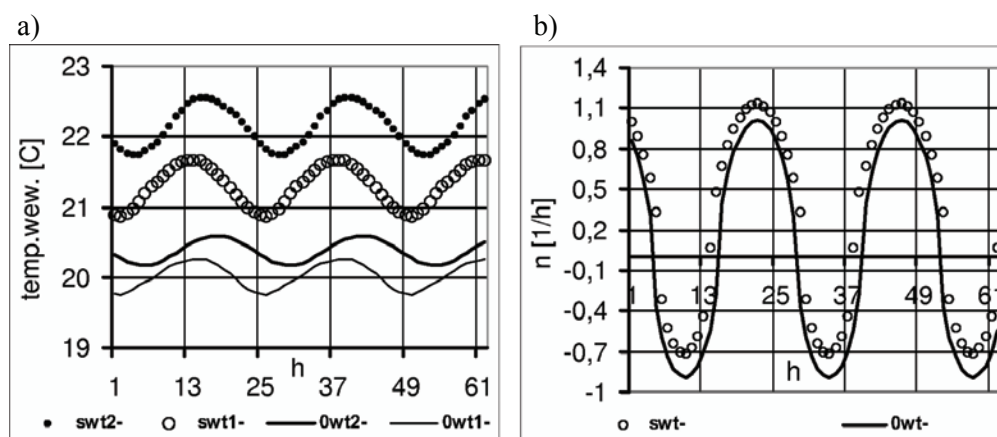 a)
23
22
21
20
19
temp.wew. [C]
1 13 25 37 49 61
h
swt2- swt1- 0wt2- 0wt1-
b)
1,4
1,1
0,8
0,5
0,2
-0,1
-0,4
-0,7
-1
n [1/h]
1 13 25 37 49 61
h
swt- 0wt-